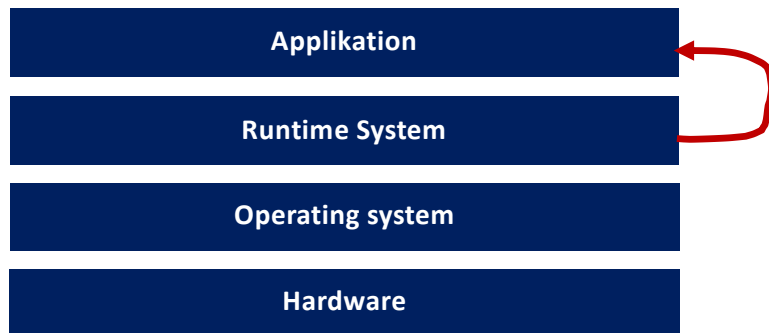 Applikation
Runtime System
Operating system
Hardware